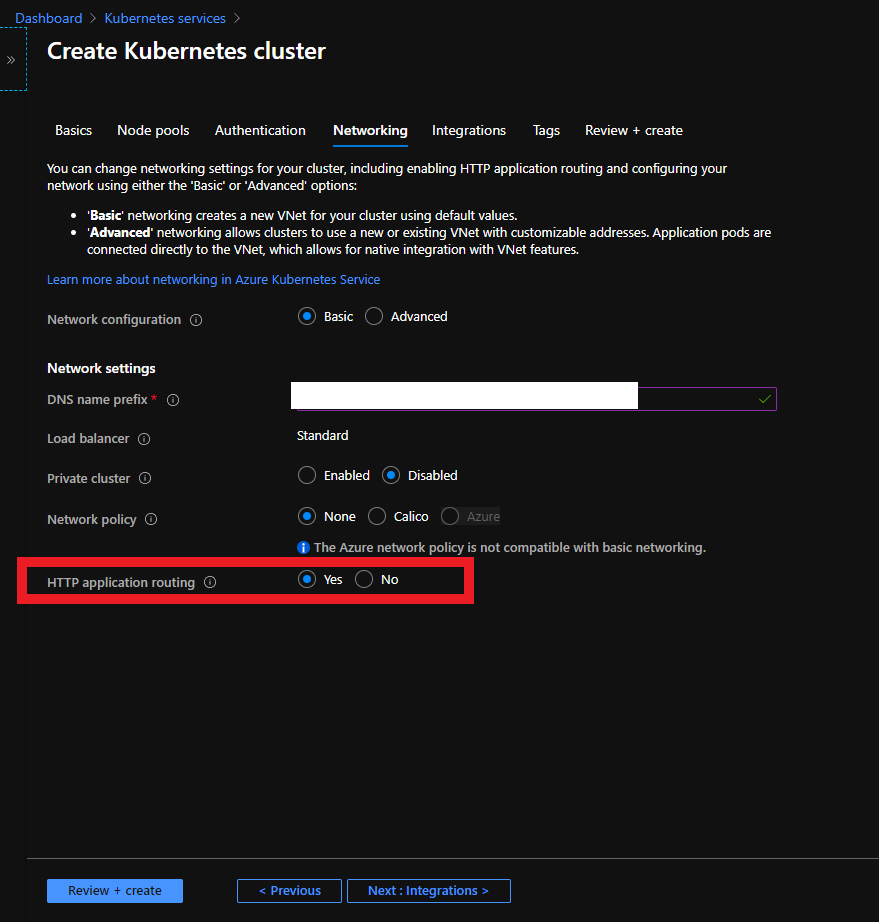 Dashboard > Kubernetes services >
»
Create Kubernetes cluster
Basics Node pools Authentication Networking Integrations Tags Review + create
You can change networking settings for your cluster, including enabling HTTP application routing and configuring your
network using either the 'Basic' or 'Advanced' options:
• 'Basic' networking creates a new VNet for your cluster using default values.
• 'Advanced' networking allows clusters to use a new or existing VNet with customizable addresses. Application pods are
connected directly to the VNet, which allows for native integration with VNet features.
Learn more about networking in Azure Kubernetes Service
Network configuration Basic Advanced
Network settings
DNS name prefix *
Load balancer Standard
Private cluster Enabled Disabled
Network policy None Calico Azure
The Azure network policy is not compatible with basic networking.
HTTP application routing Yes No
Review + create < Previous Next : Integrations >